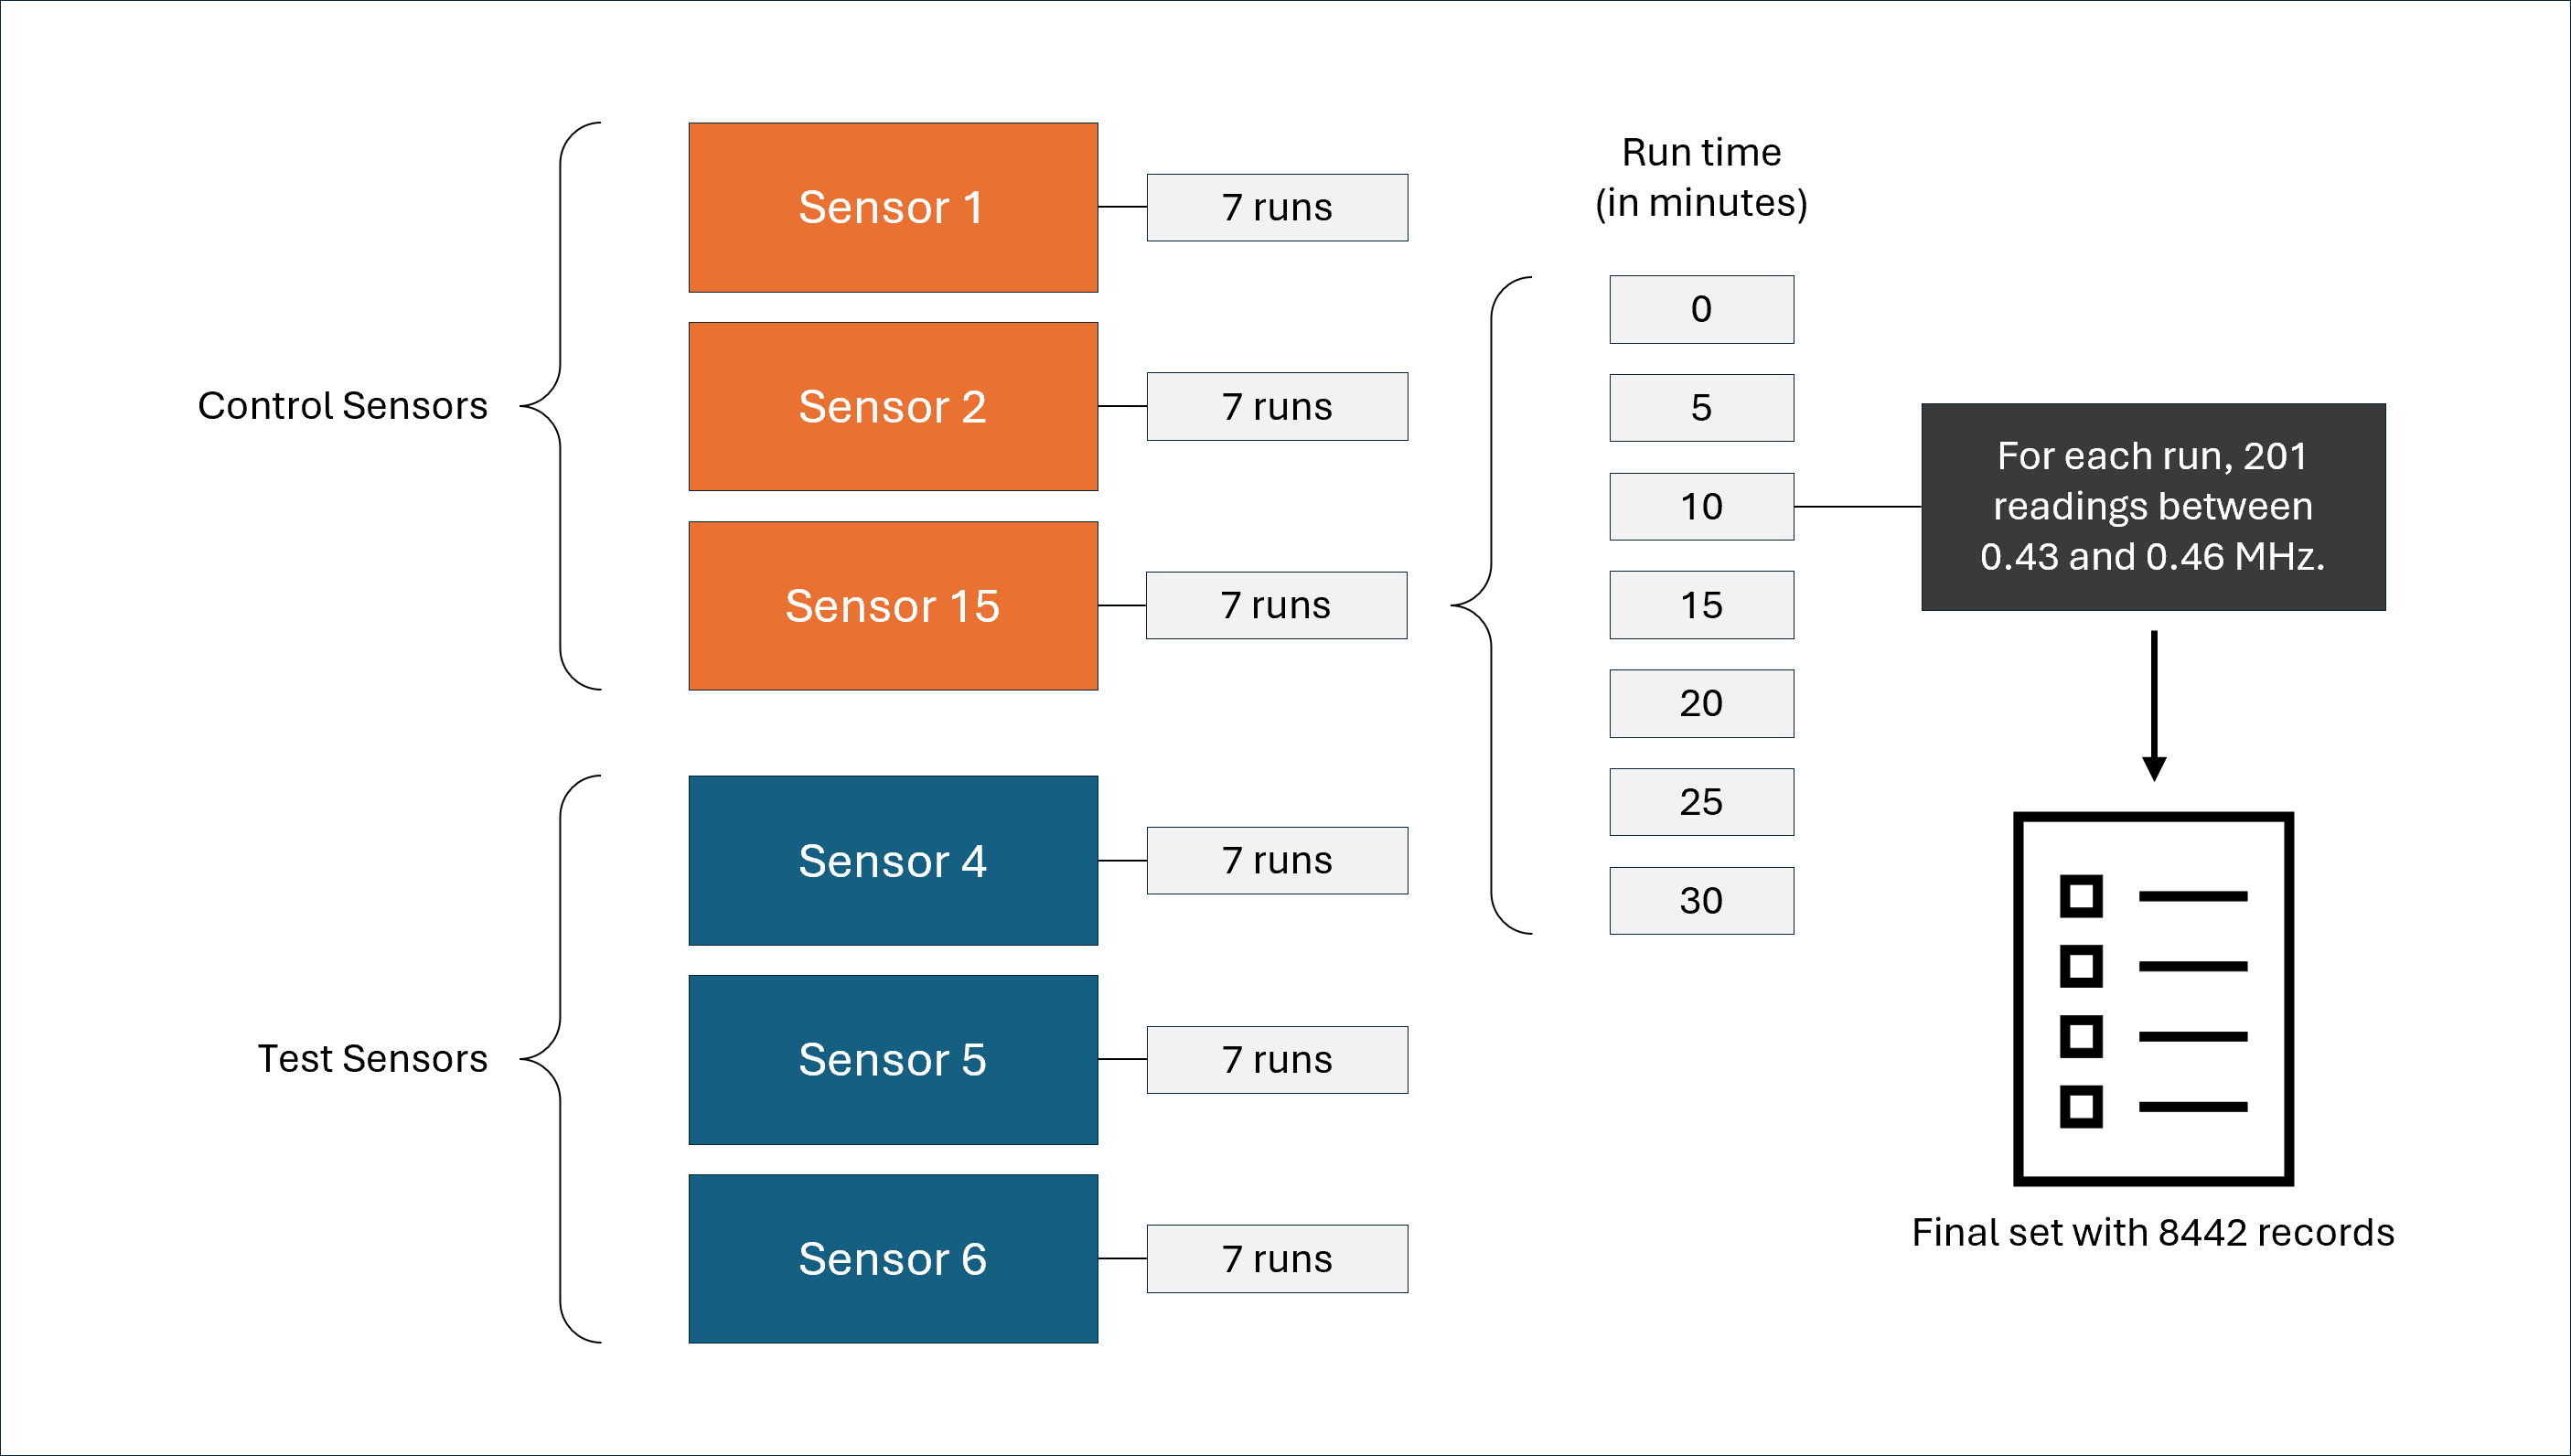 Control Sensors
Sensor 1
7 runs
Sensor 2
7 runs
Sensor 15
7 runs
Test Sensors
Sensor 4
7 runs
Sensor 5
7 runs
Sensor 6
7 runs
Run time
(in minutes)
0
5
10
15
20
25
30
For each run, 201
readings between
0.43 and 0.46 MHz.
Final set with 8442 records